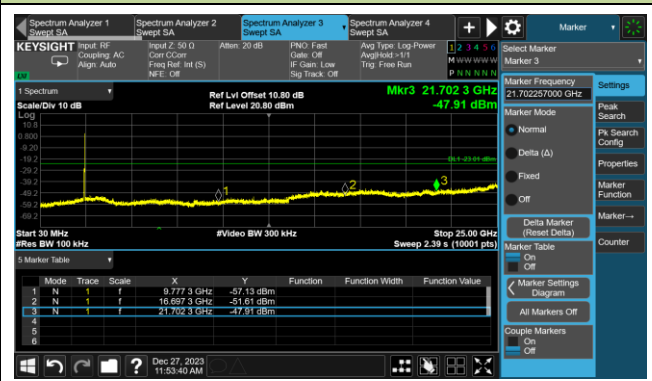 Spectrum Analyzer 1
Swept SA
Spectrum Analyzer 2
Swept SA
Spectrum Analyzer 3
Swept SA
Spectrum Analyzer 4
Swept SA
+
Marker
KEYSIGHT
Input: RF
Coupling: AC
Align: Auto
Input Z: 50 Ω
Corr CCorr
Freq Ref: Int (S)
NFE: Off
Atten: 20 dB
PNO: Fast
Gate: Off
IF Gain: Low
Sig Track: Off
Avg Type: Log-Power
Avg|Hold:>1/1
Trig: Free Run
1 2 3 4 5 6
M W W W W W
P N N N N N
LXI
Select Marker
Marker 3
1 Spectrum
Scale/Div 10 dB
Ref Lvl Offset 10.80 dB
Ref Level 20.80 dBm
Mkr3 21.702 3 GHz
-47.91 dBm
Log
10.8
0.800
-9.20
-19.2
-29.2
-39.2
-49.2
-59.2
-69.2
DL1 -23.01 dBm
1
2
3
Start 30 MHz
#Res BW 100 kHz
#Video BW 300 kHz
Stop 25.00 GHz
Sweep 2.39 s (10001 pts)
5 Marker Table
Mode Trace Scale X Y Function Function Width Function Value
1 N 1 f 9.777 3 GHz -57.13 dBm
2 N 1 f 16.697 3 GHz -51.61 dBm
3 N 1 f 21.702 3 GHz -47.91 dBm
4
5
6
Marker Frequency
21.702257000 GHz
Marker Mode
Normal
Delta (Δ)
Fixed
Off
Delta Marker
(Reset Delta)
Marker Table
On
Off
Marker Settings
Diagram
All Markers Off
Couple Markers
On
Off
Settings
Peak
Search
Pk Search
Config
Properties
Marker
Function
Marker→
Counter
?
Dec 27, 2023
11:53:40 AM